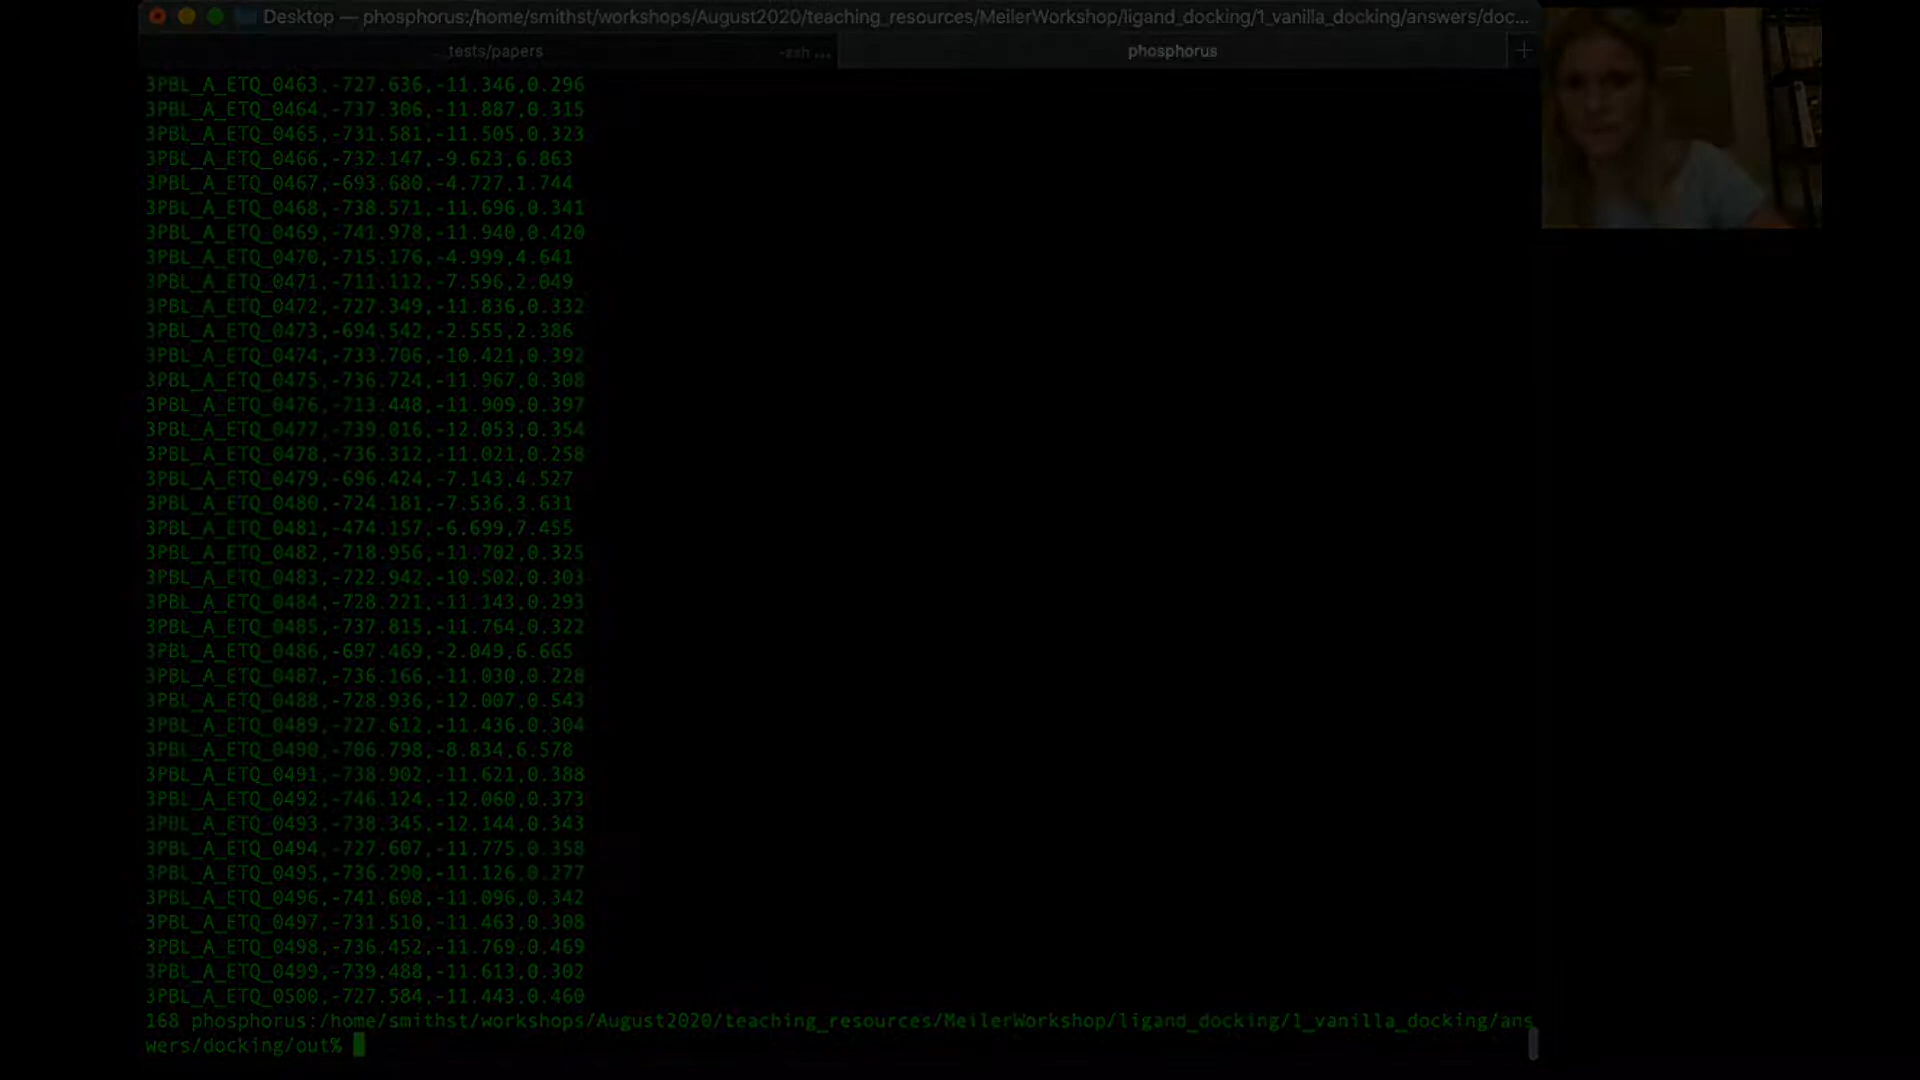 Desktop — phosphorus:/home/smithst/workshops/August2020/teaching_resources/MeilerWorkshop/ligand_docking/1_vanilla_docking/answers/doc...
tests/papers -zsh ... phosphorus +
3PBL_A_ETQ_0463,-727.636,-11.346,0.296
3PBL_A_ETQ_0464,-737.306,-11.887,0.315
3PBL_A_ETQ_0465,-731.581,-11.505,0.323
3PBL_A_ETQ_0466,-732.147,-9.623,6.863
3PBL_A_ETQ_0467,-693.680,-4.727,1.744
3PBL_A_ETQ_0468,-738.571,-11.696,0.341
3PBL_A_ETQ_0469,-741.978,-11.940,0.420
3PBL_A_ETQ_0470,-715.176,-4.999,4.641
3PBL_A_ETQ_0471,-711.112,-7.596,2.049
3PBL_A_ETQ_0472,-727.349,-11.836,0.332
3PBL_A_ETQ_0473,-694.542,-2.555,2.386
3PBL_A_ETQ_0474,-733.706,-10.421,0.392
3PBL_A_ETQ_0475,-736.724,-11.967,0.308
3PBL_A_ETQ_0476,-713.448,-11.909,0.397
3PBL_A_ETQ_0477,-739.016,-12.053,0.354
3PBL_A_ETQ_0478,-736.312,-11.021,0.258
3PBL_A_ETQ_0479,-696.424,-7.143,4.527
3PBL_A_ETQ_0480,-724.181,-7.536,3.631
3PBL_A_ETQ_0481,-474.157,-6.699,7.455
3PBL_A_ETQ_0482,-718.956,-11.702,0.325
3PBL_A_ETQ_0483,-722.942,-10.502,0.303
3PBL_A_ETQ_0484,-728.221,-11.143,0.293
3PBL_A_ETQ_0485,-737.815,-11.764,0.322
3PBL_A_ETQ_0486,-697.469,-2.049,6.665
3PBL_A_ETQ_0487,-736.166,-11.030,0.228
3PBL_A_ETQ_0488,-728.936,-12.007,0.543
3PBL_A_ETQ_0489,-727.612,-11.436,0.304
3PBL_A_ETQ_0490,-706.798,-8.834,6.578
3PBL_A_ETQ_0491,-738.902,-11.621,0.388
3PBL_A_ETQ_0492,-746.124,-12.060,0.373
3PBL_A_ETQ_0493,-738.345,-12.144,0.343
3PBL_A_ETQ_0494,-727.607,-11.775,0.358
3PBL_A_ETQ_0495,-736.290,-11.126,0.277
3PBL_A_ETQ_0496,-741.608,-11.096,0.342
3PBL_A_ETQ_0497,-731.510,-11.463,0.308
3PBL_A_ETQ_0498,-736.452,-11.769,0.469
3PBL_A_ETQ_0499,-739.488,-11.613,0.302
3PBL_A_ETQ_0500,-727.584,-11.443,0.460
168 phosphorus:/home/smithst/workshops/August2020/teaching_resources/MeilerWorkshop/ligand_docking/1_vanilla_docking/ans
wers/docking/out%